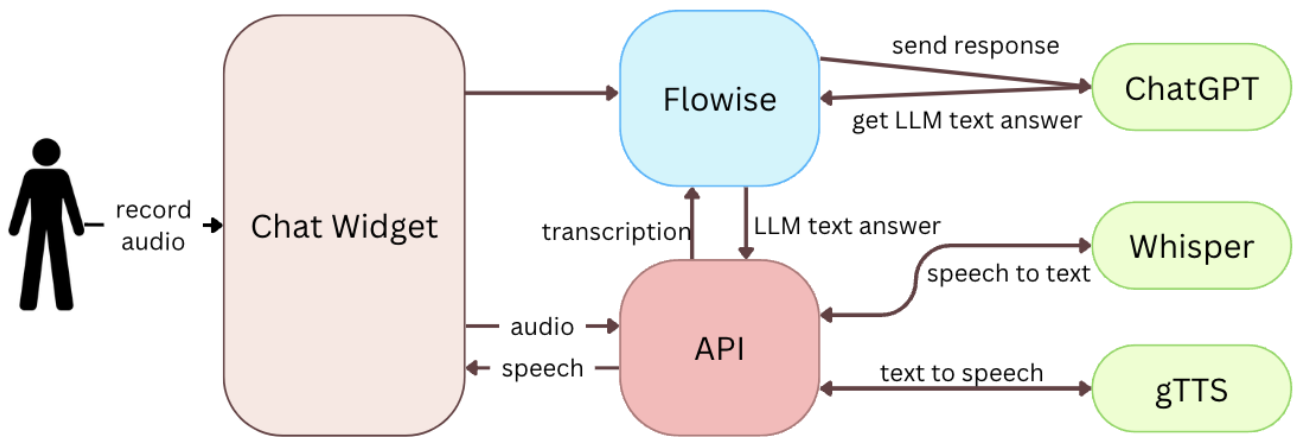 send response
ChatGPT
Flowise
get LLM text answer
record
audio
Chat Widget
transcription
LLM text answer
Whisper
speech to text
audio
API
speech
text to speech
gTTS